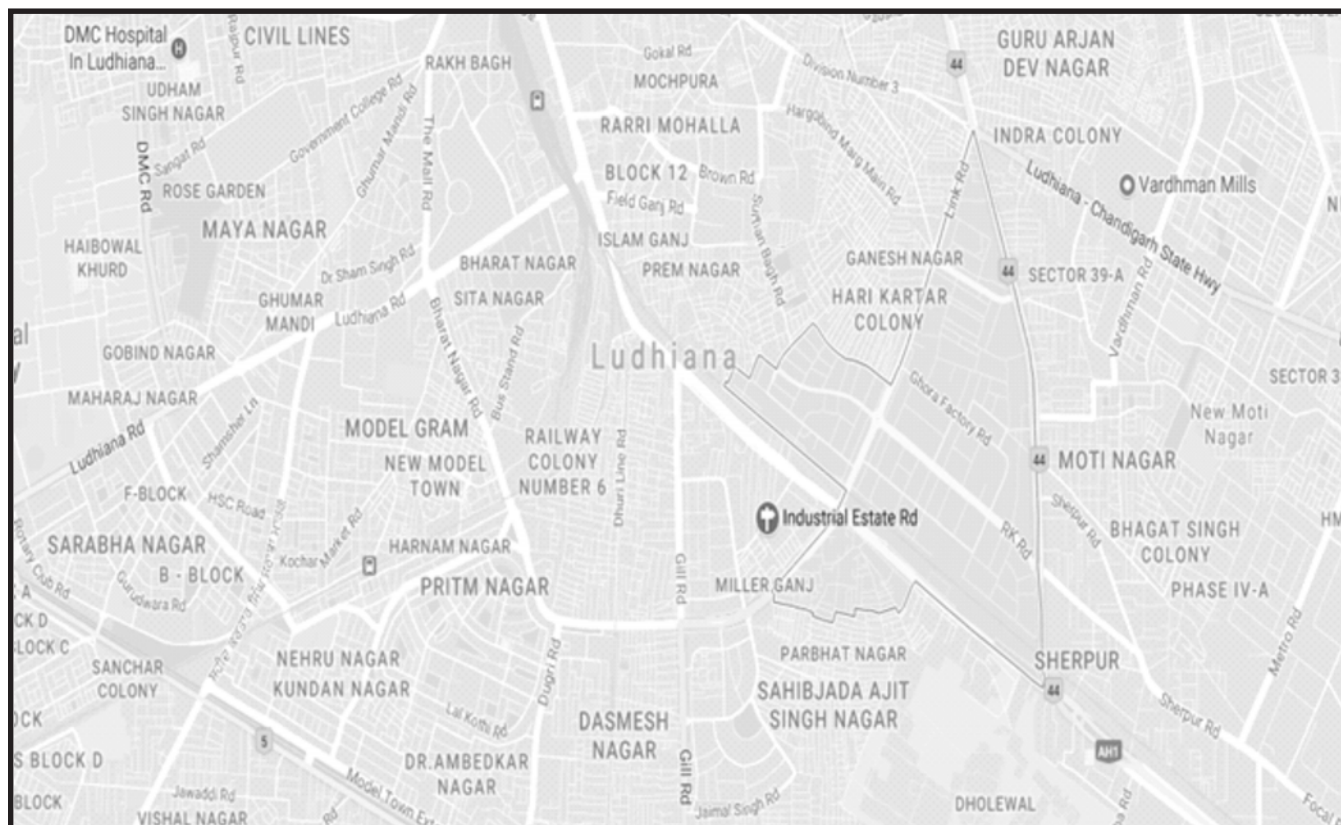 DMC Hospital
In Ludhiana...
H
CIVIL LINES
Rajpur Rd
RAKH BAGH
Gokal Rd
MOCHPURA
Division Number 3
44
GURU ARJAN
DEV NAGAR
UDHAM
SINGH NAGAR
Government College Rd
Ghumar Mandi Rd
The Mall Rd
RARRI MOHALLA
Hargobind Marg Main Rd
INDRA COLONY
DMC Rd
Sangat Rd
ROSE GARDEN
BLOCK 12
Brown Rd
Field Ganj Rd
Link Rd
Ludhiana - Chandigarh State Hwy
Vardhman Mills
MAYA NAGAR
ISLAM GANJ
HAIBOWAL
KHURD
Dr Sham Singh Rd
BHARAT NAGAR
PREM NAGAR
GANESH NAGAR
44
SECTOR 39-A
Vardhman Rd
GHUMAR
MANDI
Ludhiana Rd
SITA NAGAR
HARI KARTAR
COLONY
Bharat Nagar Rd
Bus Stand Rd
GOBIND NAGAR
Ludhiana
MAHARAJ NAGAR
Ghora Factory Rd
SECTOR 3
New Moti
Nagar
Shamsher Ln
Ludhiana Rd
MODEL GRAM
NEW MODEL
TOWN
RAILWAY
COLONY
NUMBER 6
Dhuri Line Rd
44
MOTI NAGAR
F-BLOCK
HSC Road
Market Rd
Industrial Estate Rd
RK Rd
Sherpur Rd
BHAGAT SINGH
COLONY
HM
SARABHA NAGAR
B - BLOCK
Kochar
HARNAM NAGAR
Rotary Club Rd
Gurudwara Rd
PRITM NAGAR
Gill Rd
MILLER GANJ
PHASE IV-A
CK D
BLOCK C
SANCHAR
COLONY
NEHRU NAGAR
KUNDAN NAGAR
Dugri Rd
PARBHAT NAGAR
SHERPUR
Metro Rd
SAHIBJADA AJIT
SINGH NAGAR
44
Sherpur Rd
Lal Kothi Rd
DASMESH
NAGAR
5
AH1
S BLOCK D
DR.AMBEDKAR
NAGAR
Gill Rd
Model Town Ext
Jawaddi Rd
Jaimal Singh Rd
DHOLEWAL
Focal
BLOCK
VISHAL NAGAR
Rd